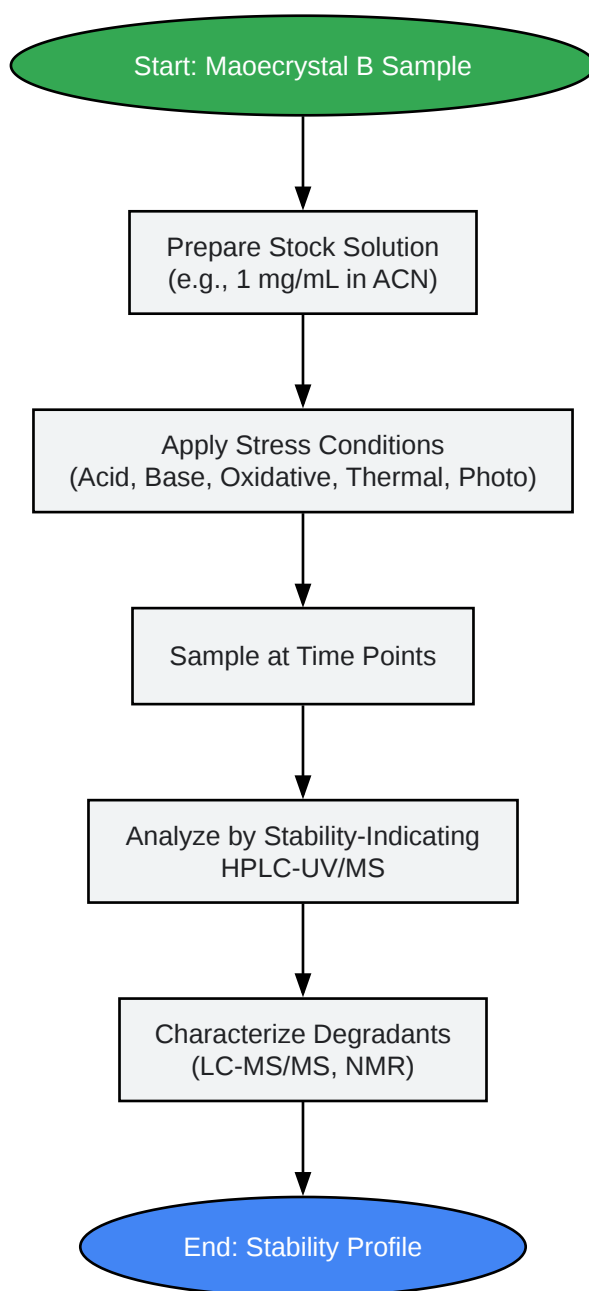 Start: Maoecrystal B Sample
Prepare Stock Solution
(e.g., 1 mg/mL in ACN)
Apply Stress Conditions
(Acid, Base, Oxidative, Thermal, Photo)
Sample at Time Points
Analyze by Stability-Indicating
HPLC-UV/MS
Characterize Degradants
(LC-MS/MS, NMR)
End: Stability Profile